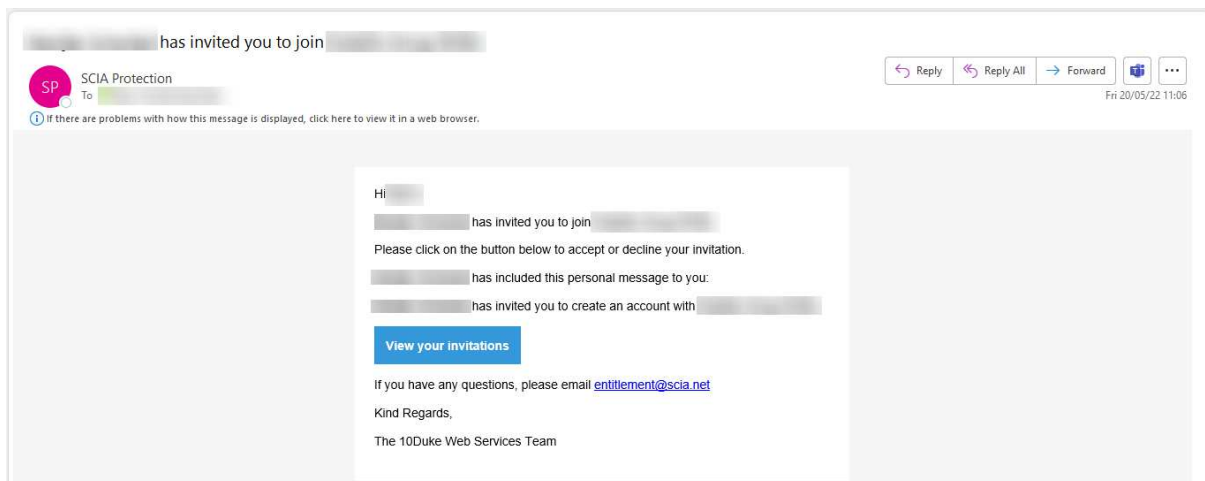 has invited you to join
SP
SCIA Protection
Reply
Reply All
Forward
To
Fri 20/05/22 11:06
If there are problems with how this message is displayed, click here to view it in a web browser.
Hi
has invited you to join
Please click on the button below to accept or decline your invitation.
has included this personal message to you:
has invited you to create an account with
View your invitations
If you have any questions, please email entitlement@scia.net
Kind Regards,
The 10Duke Web Services Team